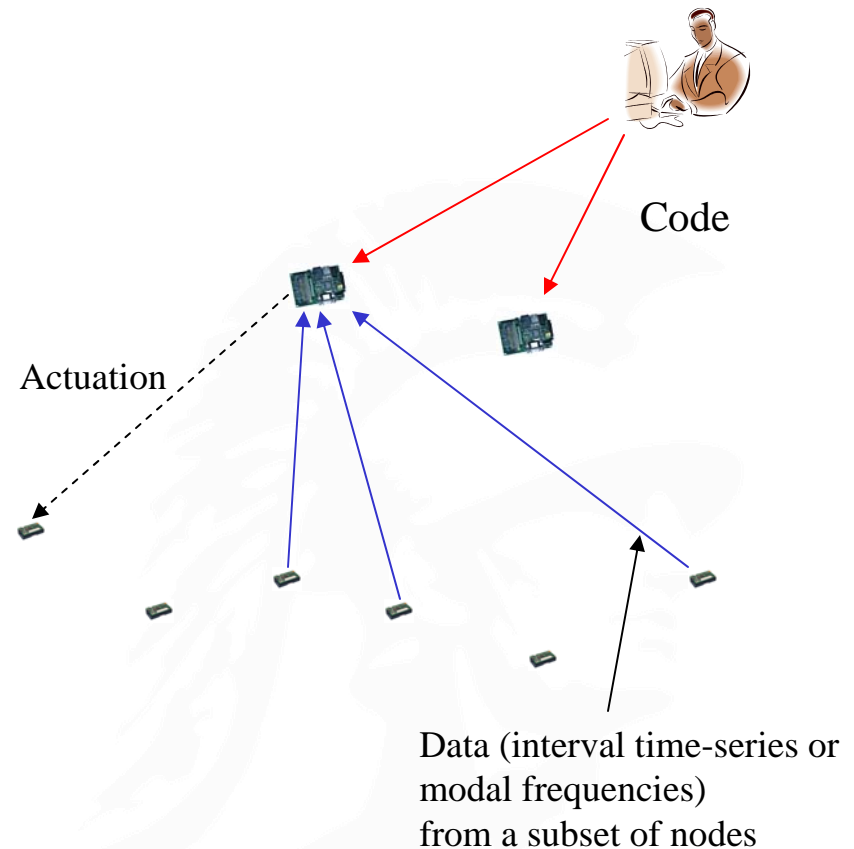 Code
Actuation
Data (interval time-series or
modal frequencies)
from a subset of nodes